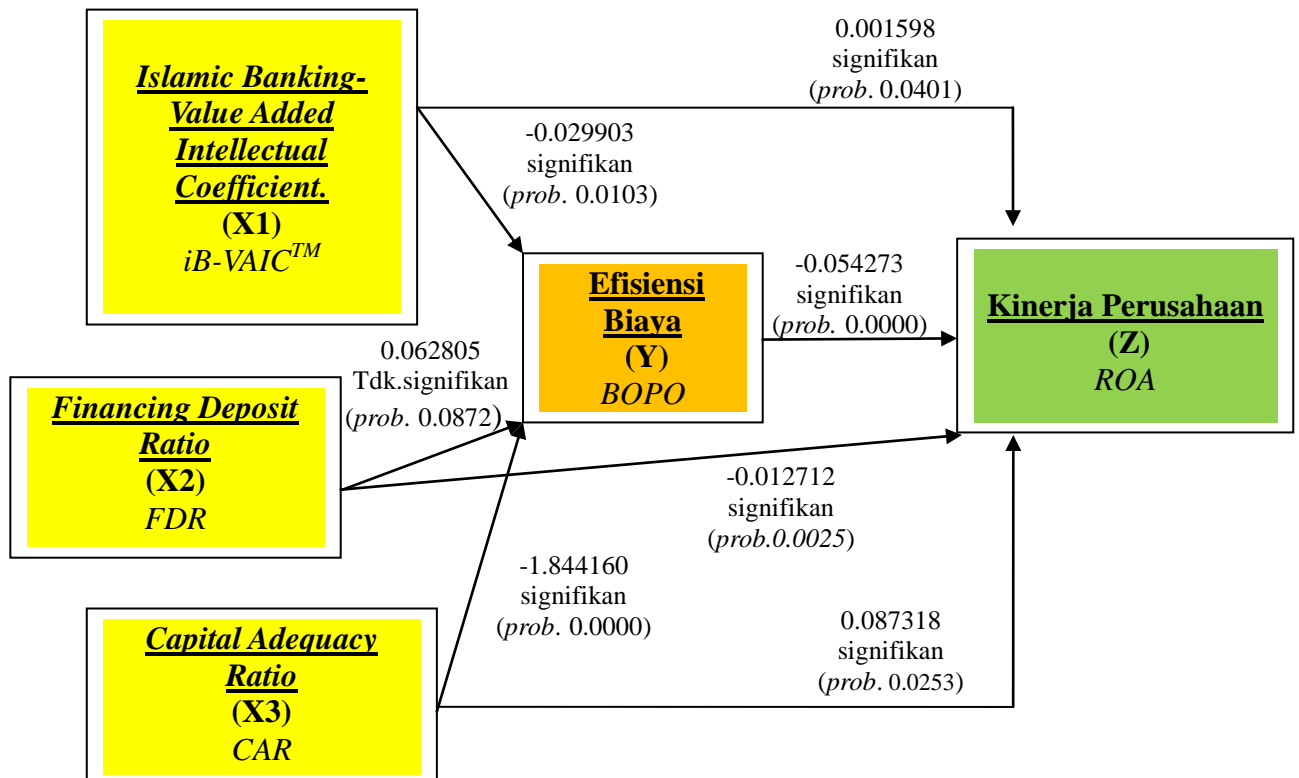 Islamic Banking-
Value Added
Intellectual
Coefficient.
(X1)
iB-VAIC™
0.001598
signifikan
(prob. 0.0401)
-0.029903
signifikan
(prob. 0.0103)
Efisiensi
Biaya
(Y)
BOPO
-0.054273
signifikan
(prob. 0.0000)
Kinerja Perusahaan
(Z)
ROA
0.062805
Tdk.signifikan
(prob. 0.0872)
Financing Deposit
Ratio
(X2)
FDR
-0.012712
signifikan
(prob.0.0025)
-1.844160
signifikan
(prob. 0.0000)
0.087318
signifikan
(prob. 0.0253)
Capital Adequacy
Ratio
(X3)
CAR